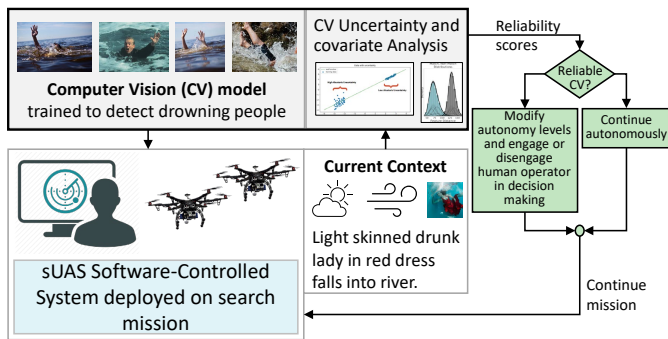 Computer Vision (CV) model
trained to detect drowning people
CV Uncertainty and
covariate Analysis
Reliability
scores
Reliable
CV?
Modify
autonomy levels
and engage or
disengage
human operator
in decision
making
Continue
autonomously
Current Context
Light skinned drunk
lady in red dress
falls into river.
sUAS Software-Controlled
System deployed on search
mission
Continue
mission